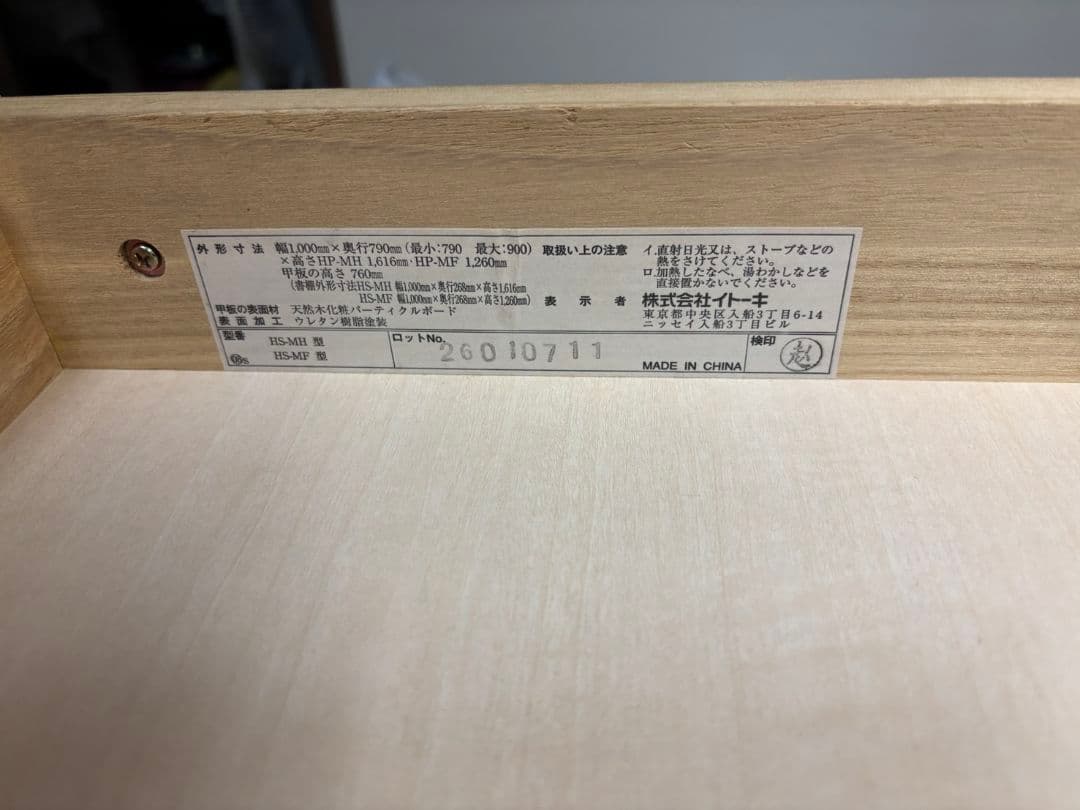 外形寸法 幅1,000㎜×奥行790㎜(最小:790 最大:900)
×高さHP-MH 1,616㎜·HP-MF 1,260㎜
甲板の高さ 760㎜
(書棚外形寸法HS-MH 幅1,000㎜×奥行268㎜×高さ1,616㎜
HS-MF 幅1,000㎜×奥行268㎜×高さ1,260㎜)
甲板の表面材 天然木化粧パーティクルボード
表面加工 ウレタン樹脂塗装
取扱い上の注意 イ.直射日光又は、ストーブなどの
熱をさけてください。
ロ.加熱したなべ、湯わかしなどを
直接置かないでください。
表示者 株式会社イトーキ
東京都中央区入船3丁目6-14
ニッセイ入船3丁目ビル
型番 HS-MH 型
HS-MF 型
ロットNo. 26010711
MADE IN CHINA
検印